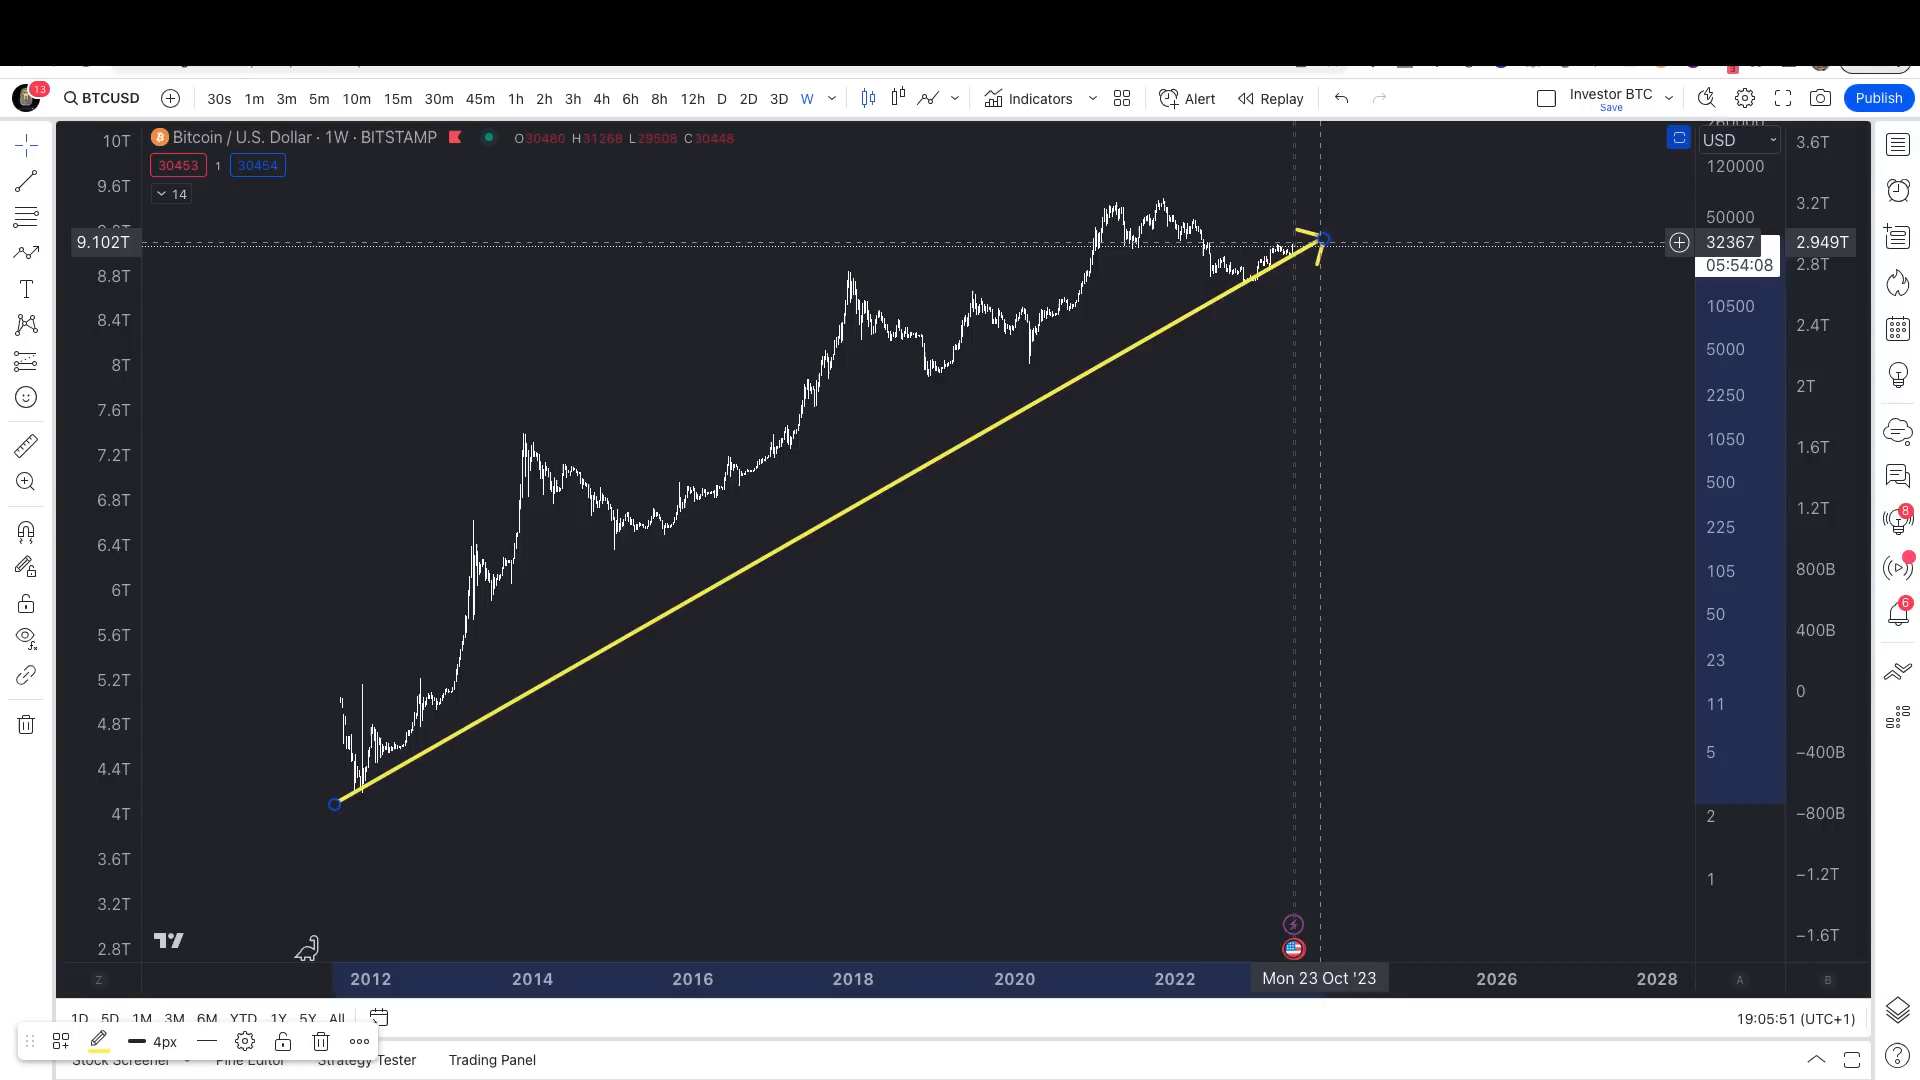 13
BTCUSD 30s 1m 3m 5m 10m 15m 30m 45m 1h 2h 3h 4h 6h 8h 12h D 2D 3D W Indicators Alert Replay Investor BTC Publish
Save
Bitcoin / U.S. Dollar · 1W · BITSTAMP O30480 H31268 L29508 C30448
30453 1 30454
14
10T
9.6T
9.102T
8.8T
8.4T
8T
7.6T
7.2T
6.8T
6.4T
6T
5.6T
5.2T
4.8T
4.4T
4T
3.6T
3.2T
2.8T
USD
120000
50000
32367
05:54:08
10500
5000
2250
1050
500
225
105
50
23
11
5
2
1
3.6T
3.2T
2.949T
2.8T
2.4T
2T
1.6T
1.2T
800B
400B
0
−400B
−800B
−1.2T
−1.6T
8
6
Z 2012 2014 2016 2018 2020 2022 Mon 23 Oct '23 2026 2028 A B
1D 5D 1M 3M 6M YTD 1Y 5Y All 19:05:51 (UTC+1)
4px
Stock Screener Pine Editor Strategy Tester Trading Panel